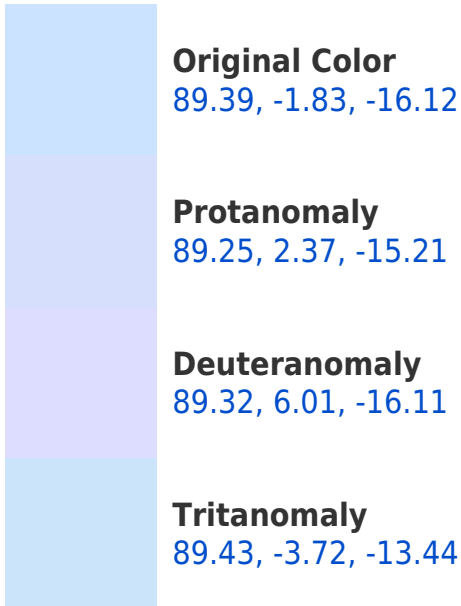 Original Color
89.39, -1.83, -16.12
Protanomaly
89.25, 2.37, -15.21
Deuteranomaly
89.32, 6.01, -16.11
Tritanomaly
89.43, -3.72, -13.44